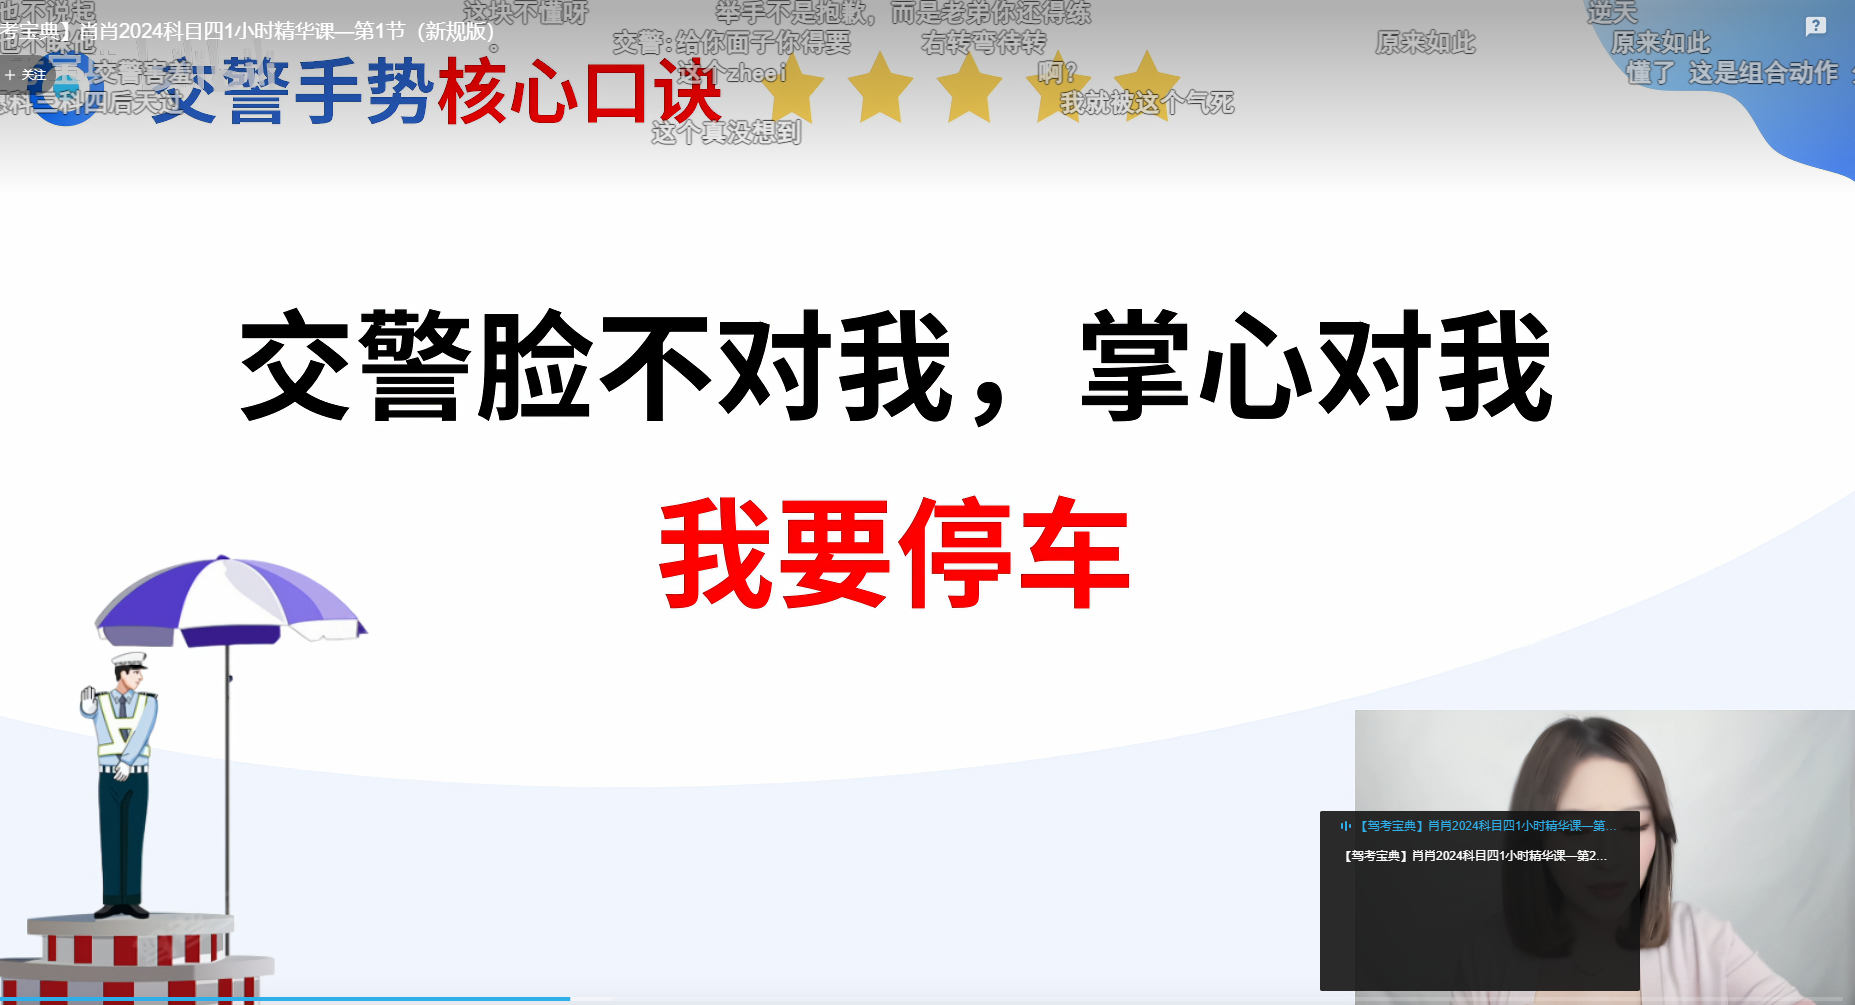 也不说起
这块不懂呀
举手不是抱歉，而是老弟你还得练
逆天
考宝典】肖肖2024科目四1小时精华课—第1节（新规版）
交警:给你面子你得要
右转弯待转
原来如此
原来如此
+ 关注
交警害羞
这个zheei
啊?
懂了
这是组合动作
科三科四后天过
我就被这个气死
交警手势核心口诀
这个真没想到
交警脸不对我，掌心对我
我要停车
【驾考宝典】肖肖2024科目四1小时精华课—第...
【驾考宝典】肖肖2024科目四1小时精华课—第2...